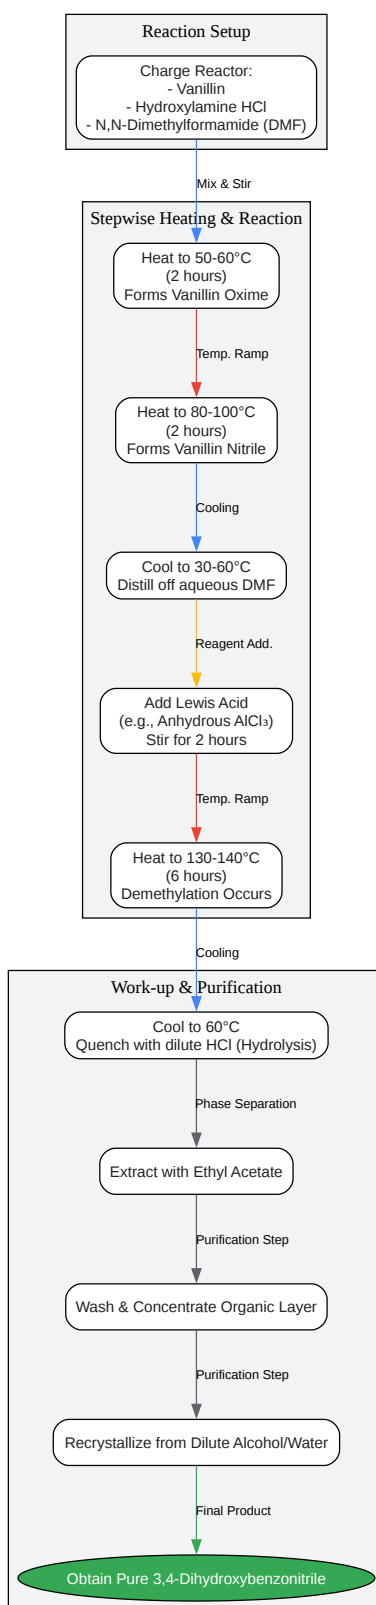 Reaction Setup
Charge Reactor:
- Vanillin
- Hydroxylamine HCl
- N,N-Dimethylformamide (DMF)
Mix & Stir
Stepwise Heating & Reaction
Heat to 50-60°C
(2 hours)
Forms Vanillin Oxime
Temp. Ramp
Heat to 80-100°C
(2 hours)
Forms Vanillin Nitrile
Cooling
Cool to 30-60°C
Distill off aqueous DMF
Reagent Add.
Add Lewis Acid
(e.g., Anhydrous AlCl₃)
Stir for 2 hours
Temp. Ramp
Heat to 130-140°C
(6 hours)
Demethylation Occurs
Cooling
Work-up & Purification
Cool to 60°C
Quench with dilute HCl (Hydrolysis)
Phase Separation
Extract with Ethyl Acetate
Purification Step
Wash & Concentrate Organic Layer
Purification Step
Recrystallize from Dilute Alcohol/Water
Final Product
Obtain Pure 3,4-Dihydroxybenzonitrile